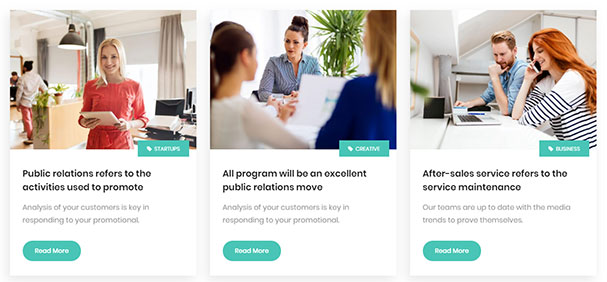 STARTUPS
Public relations refers to the
activities used to promote
Analysis of your customers is key in
responding to your promotional.
Read More
CREATIVE
All program will be an excellent
public relations move
Analysis of your customers is key in
responding to your promotional.
Read More
BUSINESS
After-sales service refers to the
service maintenance
Our teams are up to date with the media
trends to prove themselves.
Read More